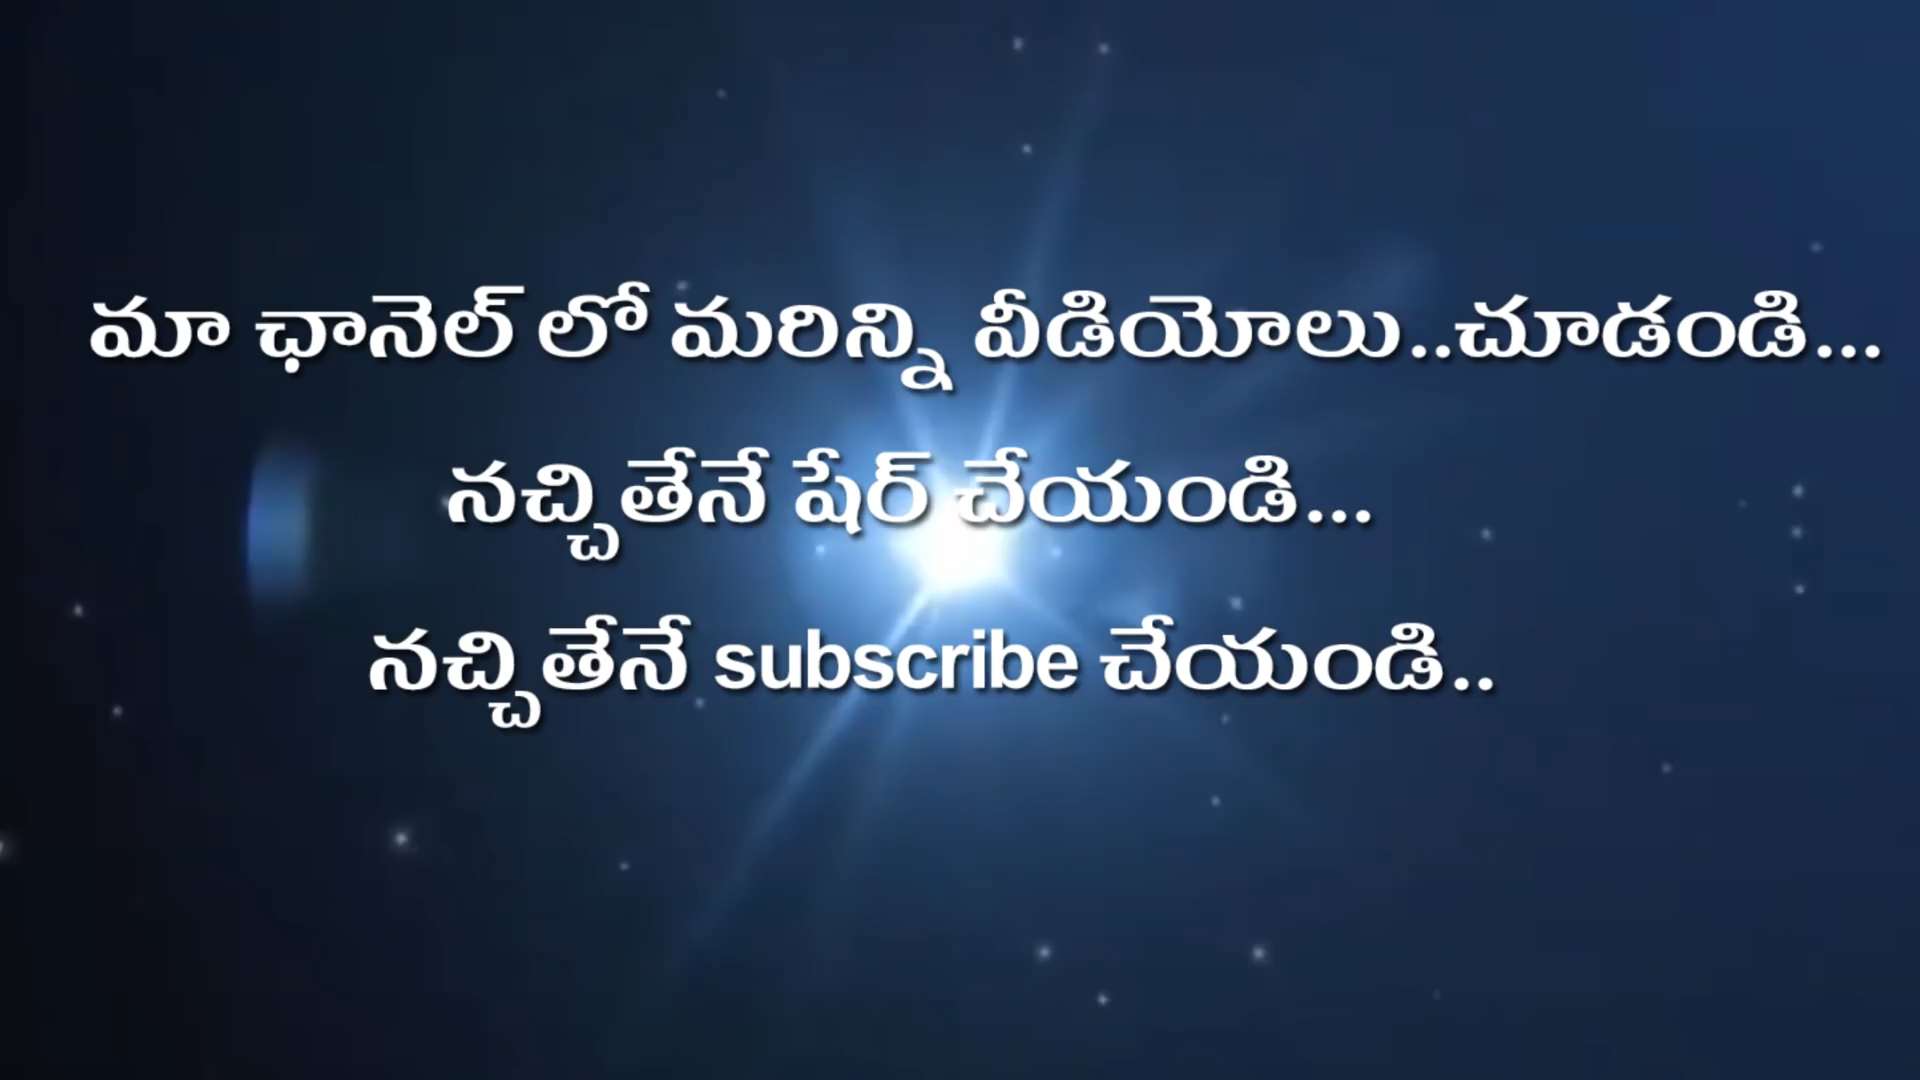 మా ఛానెల్ లో మరిన్ని వీడియోలు..చూడండి...
నచ్చితేనే షేర్ చేయండి...
నచ్చితేనే subscribe చేయండి..